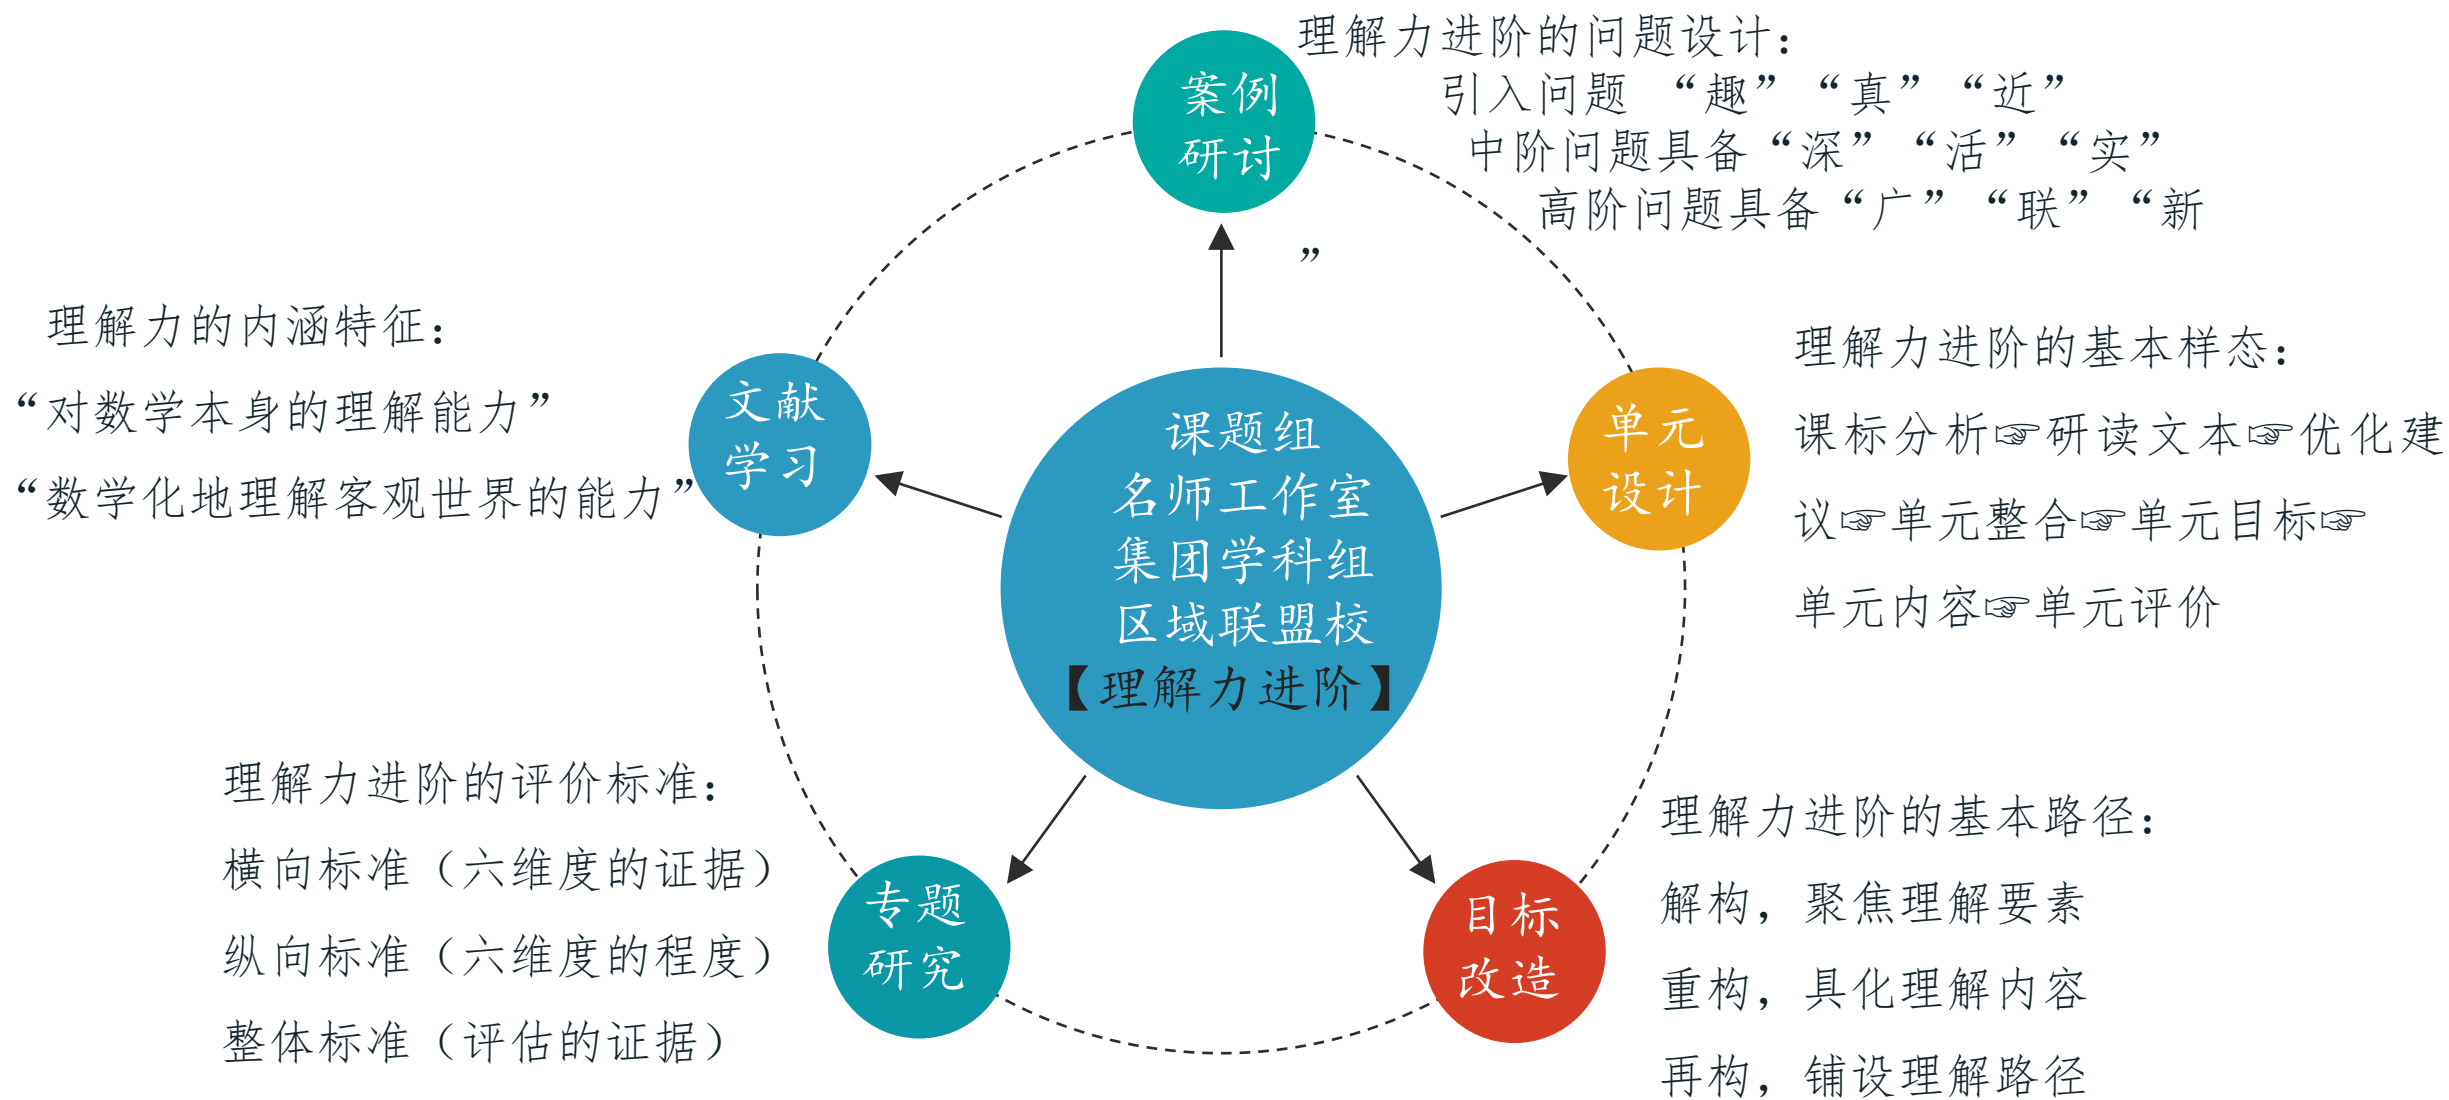 理解力进阶的问题设计：
引入问题 “趣”“真”“近”
中阶问题具备“深”“活”“实”
高阶问题具备“广”“联”“新
”
案例
研讨
理解力的内涵特征：
“对数学本身的理解能力”
“数学化地理解客观世界的能力”
文献
学习
课题组
名师工作室
集团学科组
区域联盟校
【理解力进阶】
单元
设计
理解力进阶的基本样态：
课标分析☞研读文本☞优化建
议☞单元整合☞单元目标☞
单元内容☞单元评价
理解力进阶的评价标准：
横向标准（六维度的证据）
纵向标准（六维度的程度）
整体标准（评估的证据）
专题
研究
目标
改造
理解力进阶的基本路径：
解构，聚焦理解要素
重构，具化理解内容
再构，铺设理解路径